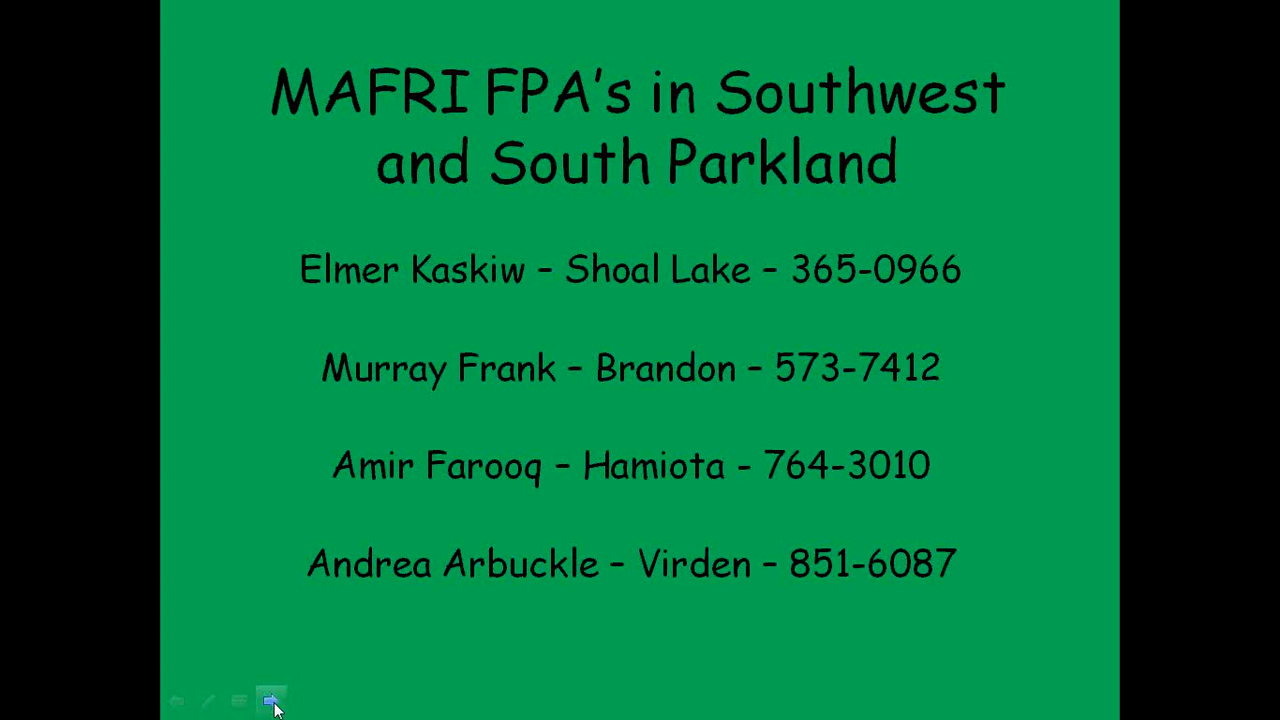 MAFRI FPA's in Southwest
and South Parkland
Elmer Kaskiw – Shoal Lake – 365-0966
Murray Frank – Brandon – 573-7412
Amir Farooq – Hamiota - 764-3010
Andrea Arbuckle – Virden – 851-6087